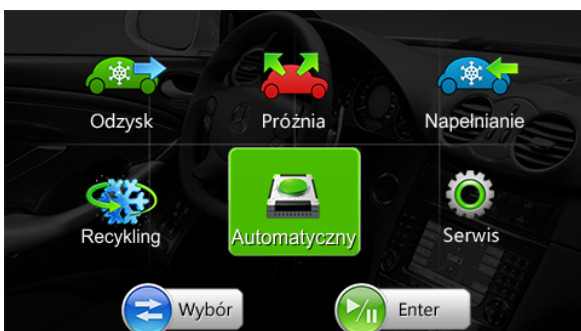 Odzysk
Próżnia
Napełnianie
Recykling
Automatyczny
Serwis
Wybór
Enter